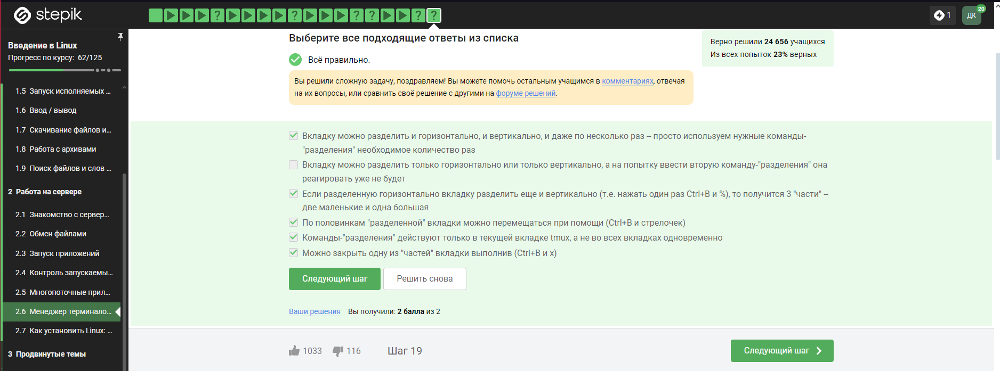 stepik
? ? ? ? ? ?
1
ДК
20
Введение в Linux
Прогресс по курсу: 62/125
1.5 Запуск исполняемых ...
1.6 Ввод / вывод
1.7 Скачивание файлов и...
1.8 Работа с архивами
1.9 Поиск файлов и слов ...
2 Работа на сервере
2.1 Знакомство с сервер...
2.2 Обмен файлами
2.3 Запуск приложений
2.4 Контроль запускаемы...
2.5 Многопоточные прил...
2.6 Менеджер терминало...
2.7 Как установить Linux: ...
3 Продвинутые темы
Выберите все подходящие ответы из списка
Всё правильно.
Верно решили 24 656 учащихся
Из всех попыток 23% верных
Вы решили сложную задачу, поздравляем! Вы можете помочь остальным учащимся в комментариях, отвечая
на их вопросы, или сравнить своё решение с другими на форуме решений.
Вкладку можно разделить и горизонтально, и вертикально, и даже по несколько раз -- просто используем нужные команды-
"разделения" необходимое количество раз
Вкладку можно разделить только горизонтально или только вертикально, а на попытку ввести вторую команду-"разделения" она
реагировать уже не будет
Если разделенную горизонтально вкладку разделить еще и вертикально (т.е. нажать один раз Ctrl+B и %), то получится 3 "части" --
две маленькие и одна большая
По половинкам "разделенной" вкладки можно перемещаться при помощи (Ctrl+B и стрелочек)
Команды-"разделения" действуют только в текущей вкладке tmux, а не во всех вкладках одновременно
Можно закрыть одну из "частей" вкладки выполнив (Ctrl+B и x)
Следующий шаг
Решить снова
Ваши решения Вы получили: 2 балла из 2
1033 116 Шаг 19
Следующий шаг